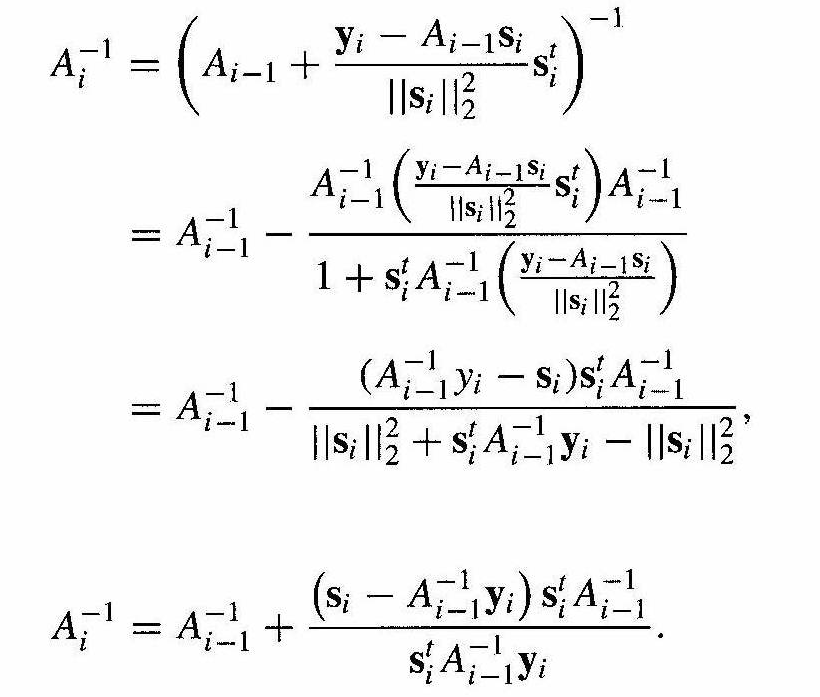 A_i^{-1} = \left( A_{i-1} + \frac{\mathbf{y}_i - A_{i-1}\mathbf{s}_i}{||\mathbf{s}_i||_2^2} \mathbf{s}_i^t \right)^{-1}
= A_{i-1}^{-1} - \frac{A_{i-1}^{-1} \left( \frac{\mathbf{y}_i - A_{i-1}\mathbf{s}_i}{||\mathbf{s}_i||_2^2} \mathbf{s}_i^t \right) A_{i-1}^{-1}}{1 + \mathbf{s}_i^t A_{i-1}^{-1} \left( \frac{\mathbf{y}_i - A_{i-1}\mathbf{s}_i}{||\mathbf{s}_i||_2^2} \right)}
= A_{i-1}^{-1} - \frac{(A_{i-1}^{-1} y_i - \mathbf{s}_i)\mathbf{s}_i^t A_{i-1}^{-1}}{||\mathbf{s}_i||_2^2 + \mathbf{s}_i^t A_{i-1}^{-1} \mathbf{y}_i - ||\mathbf{s}_i||_2^2},
A_i^{-1} = A_{i-1}^{-1} + \frac{(\mathbf{s}_i - A_{i-1}^{-1} \mathbf{y}_i) \mathbf{s}_i^t A_{i-1}^{-1}}{\mathbf{s}_i^t A_{i-1}^{-1} \mathbf{y}_i}.